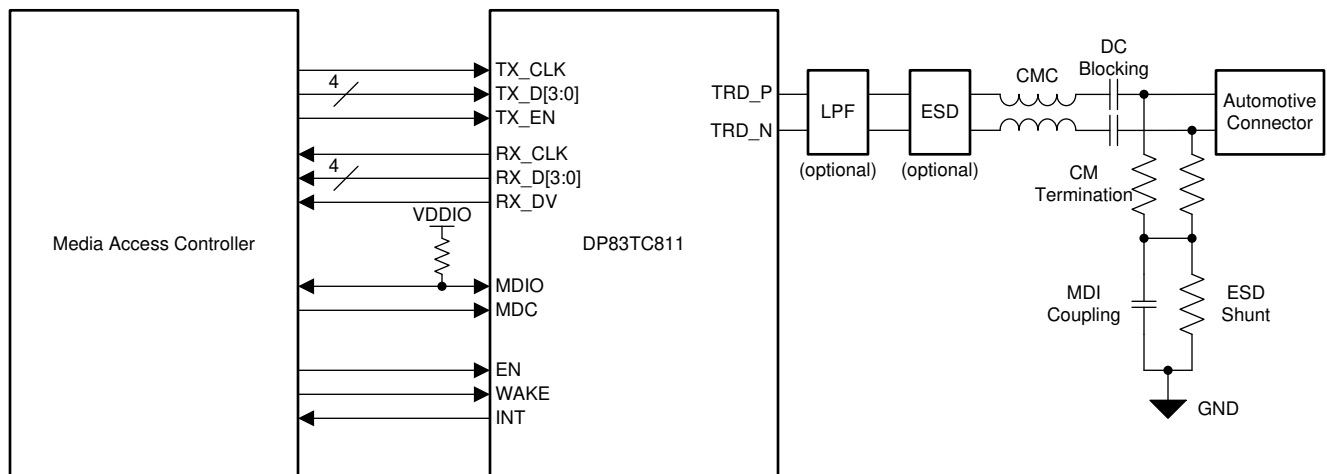 Media Access Controller
4
4
VDDIO
TX_CLK
TX_D[3:0]
TX_EN
RX_CLK
RX_D[3:0]
RX_DV
MDIO
MDC
EN
WAKE
INT
DP83TC811
TRD_P
TRD_N
LPF
(optional)
ESD
(optional)
CMC
DC
Blocking
Automotive
Connector
CM
Termination
MDI
Coupling
ESD
Shunt
GND